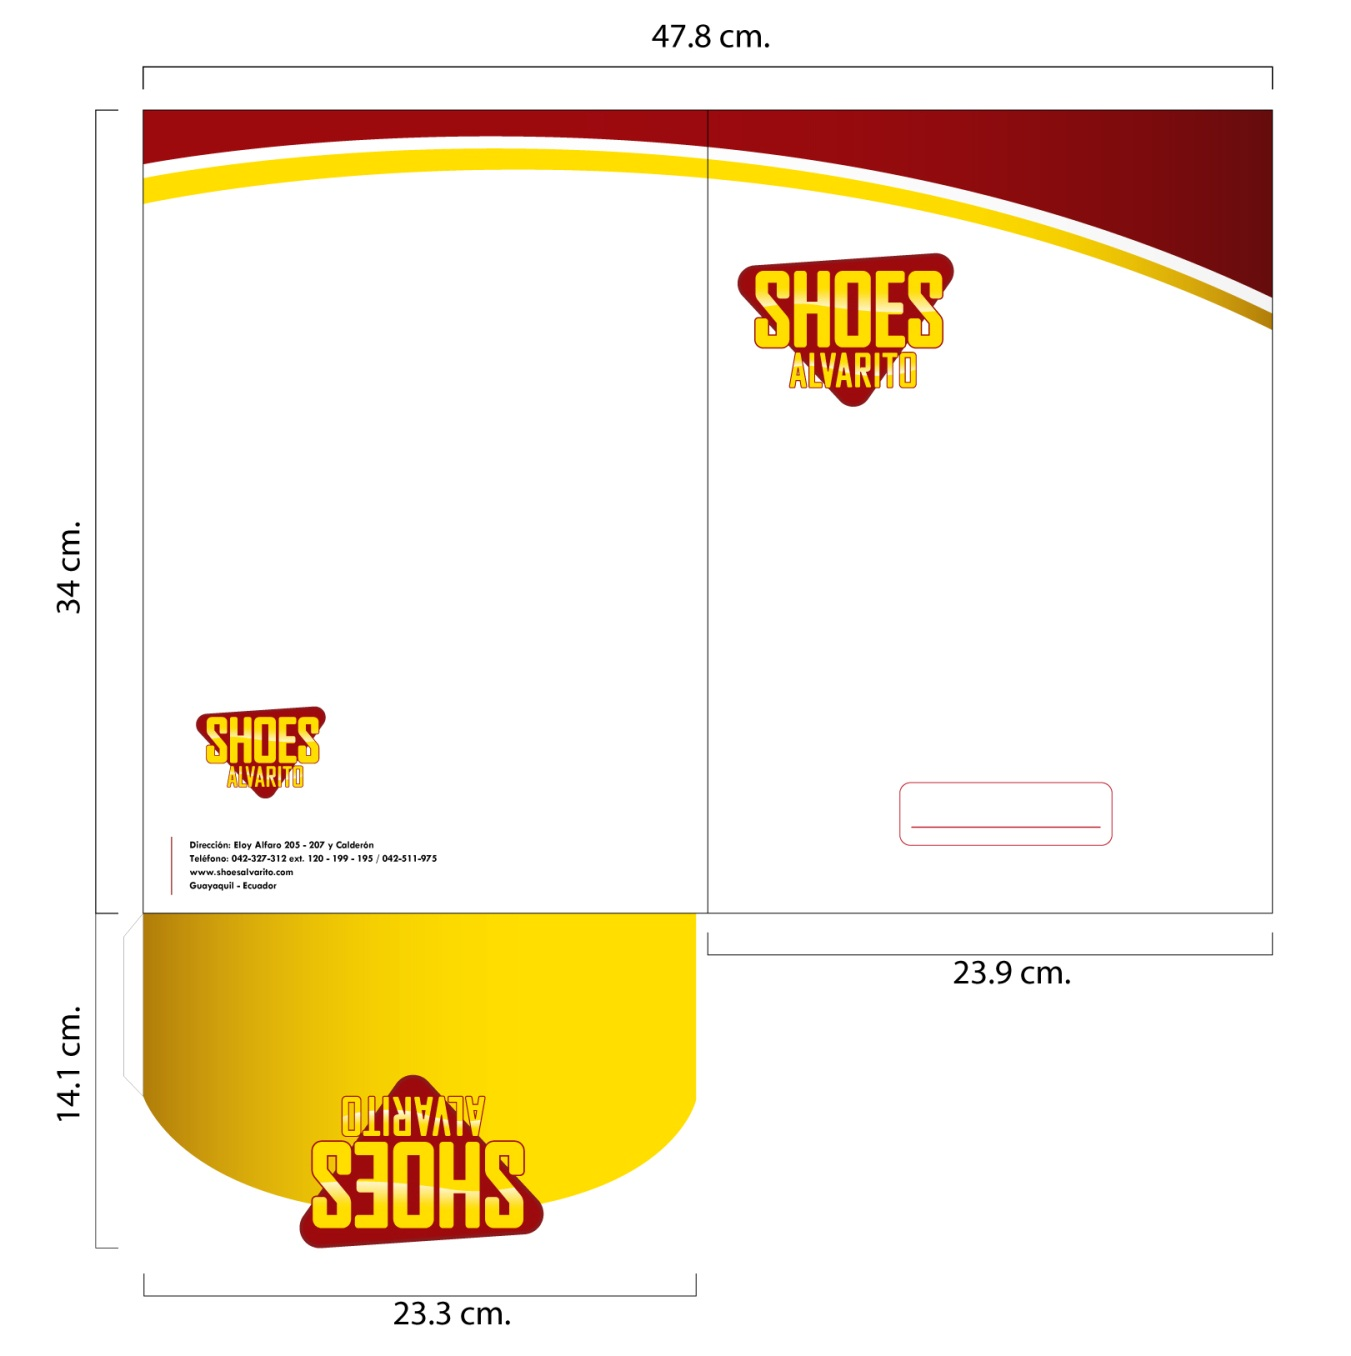 47.8 cm.
34 cm.
SHOES
ALVARITO
SHOES
ALVARITO
Dirección: Eloy Alfaro 205 - 207 y Calderón
Teléfono: 042-327-312 ext. 120 - 199 - 195 / 042-511-975
www.shoesalvarito.com
Guayaquil - Ecuador
23.9 cm.
14.1 cm.
SHOES
ALVARITO
23.3 cm.